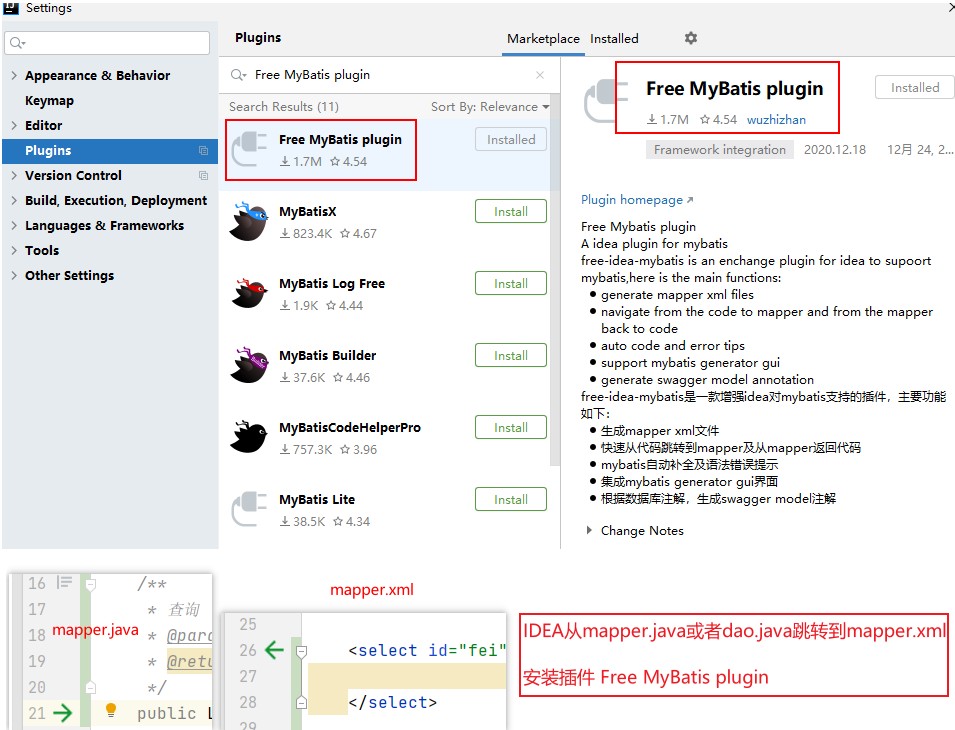 Settings
Plugins
Marketplace
Installed
Appearance & Behavior
Keymap
Editor
Plugins
Version Control
Build, Execution, Deployment
Languages & Frameworks
Tools
Other Settings
Free MyBatis plugin
Search Results (11)
Sort By: Relevance
Free MyBatis plugin
Installed
1.7M 4.54
MyBatisX
Install
823.4K 4.67
MyBatis Log Free
Install
1.9K 4.44
MyBatis Builder
Install
37.6K 4.46
MyBatisCodeHelperPro
Install
757.3K 3.96
MyBatis Lite
Install
38.5K 4.34
Free MyBatis plugin
Installed
1.7M 4.54 wuzhizhan
Framework integration 2020.12.18 12月 24, 2...
Plugin homepage
Free Mybatis plugin
A idea plugin for mybatis
free-idea-mybatis is an enchange plugin for idea to supoort
mybatis,here is the main functions:
generate mapper xml files
navigate from the code to mapper and from the mapper
back to code
auto code and error tips
support mybatis generator gui
generate swagger model annotation
free-idea-mybatis是一款增强idea对mybatis支持的插件，主要功能
如下：
生成mapper xml文件
快速从代码跳转到mapper及从mapper返回代码
mybatis自动补全及语法错误提示
集成mybatis generator gui界面
根据数据库注解，生成swagger model注解
Change Notes
16 /**
17 * 查询
mapper.java
18 * @parc
19 * @retu
20 */
21 public L
mapper.xml
25
26 <select id="fei"
27
28 </select>
29
IDEA从mapper.java或者dao.java跳转到mapper.xml
安装插件 Free MyBatis plugin